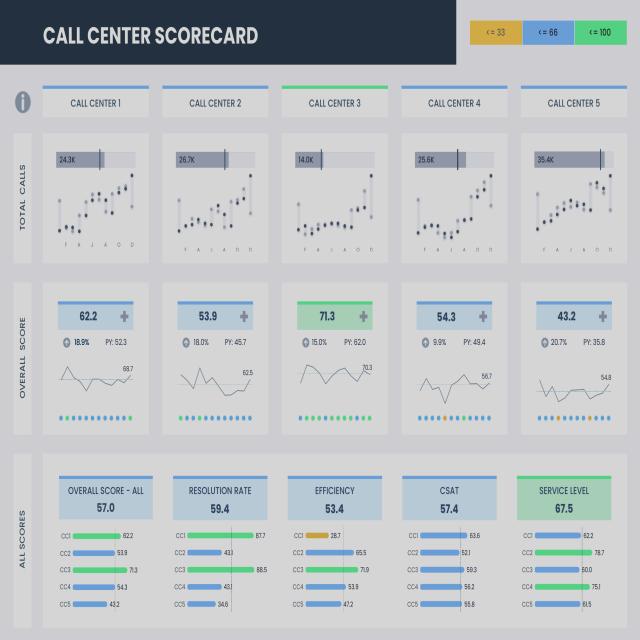 CALL CENTER SCORECARD
<= 33
<= 66
<= 100
CALL CENTER 1
CALL CENTER 2
CALL CENTER 3
CALL CENTER 4
CALL CENTER 5
TOTAL CALLS
24.3K
26.7K
14.0K
25.6K
35.4K
F A J A O D
F A J A O D
F A J A O D
F A J A O D
F A J A O D
OVERALL SCORE
62.2
53.9
71.3
54.3
43.2
18.9% PY: 52.3
18.0% PY: 45.7
15.0% PY: 62.0
9.9% PY: 49.4
20.7% PY: 35.8
68.7
62.5
70.3
56.7
54.8
ALL SCORES
OVERALL SCORE - ALL
57.0
CC1 62.2
CC2 53.9
CC3 71.3
CC4 54.3
CC5 43.2
RESOLUTION RATE
59.4
CC1 87.7
CC2 43.1
CC3 88.5
CC4 43.1
CC5 34.6
EFFICIENCY
53.4
CC1 28.7
CC2 65.5
CC3 71.9
CC4 53.9
CC5 47.2
CSAT
57.4
CC1 63.6
CC2 52.1
CC3 59.3
CC4 56.2
CC5 55.8
SERVICE LEVEL
67.5
CC1 62.2
CC2 78.7
CC3 60.0
CC4 75.1
CC5 61.5